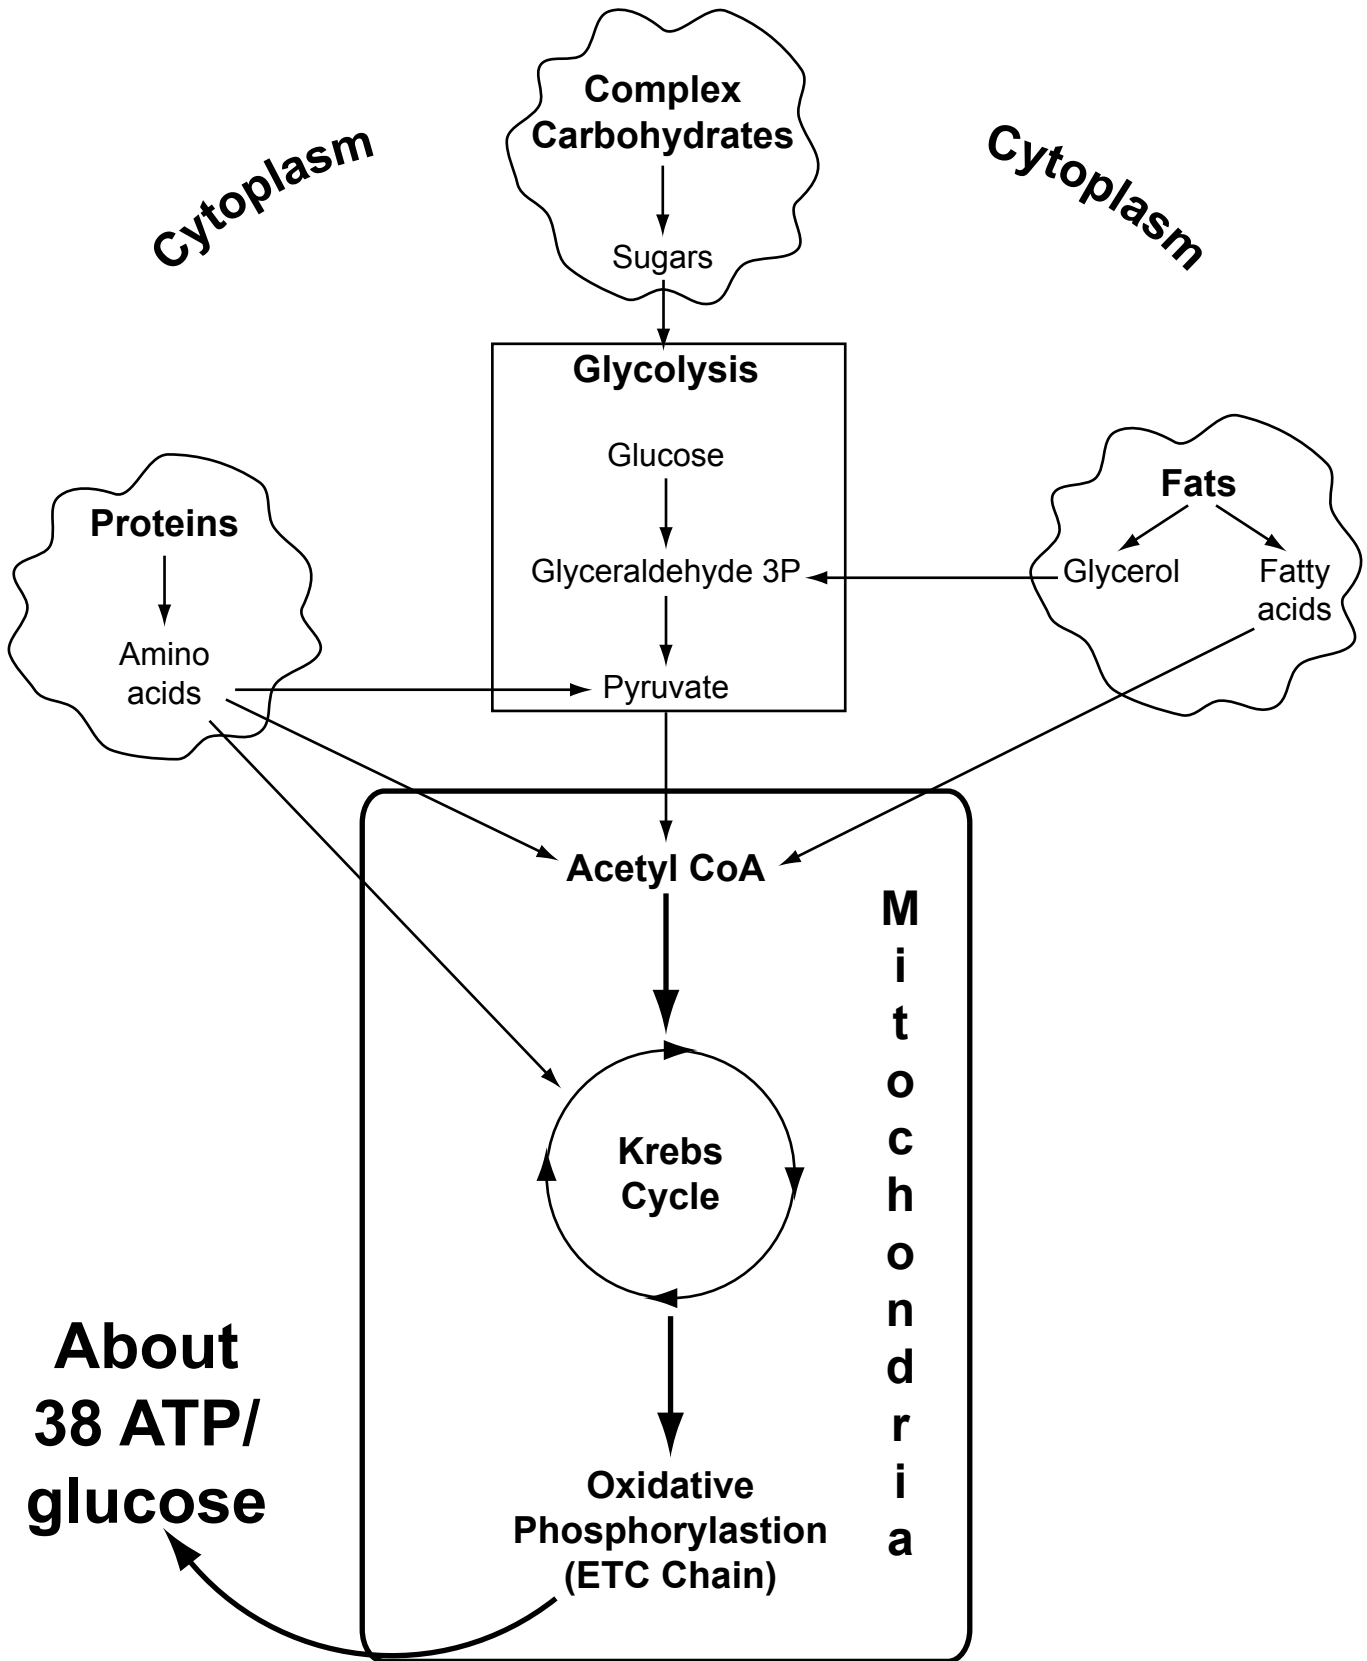 Complex
Carbohydrates
Cytoplasm
Cytoplasm
Sugars
Glycolysis
Glucose
Fats
Proteins
Glyceraldehyde 3P
Glycerol
Fatty
acids
Amino
acids
Pyruvate
Acetyl CoA
Mitochondria
Krebs
Cycle
About
38 ATP/
glucose
Oxidative
Phosphorylastion
(ETC Chain)